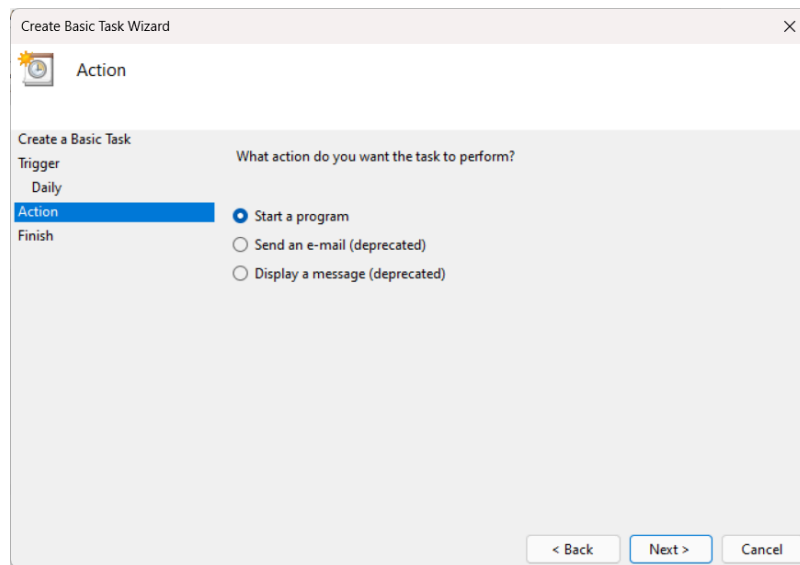 Create Basic Task Wizard
Action
Create a Basic Task
Trigger
Daily
Action
Finish
What action do you want the task to perform?
Start a program
Send an e-mail (deprecated)
Display a message (deprecated)
< Back
Next >
Cancel